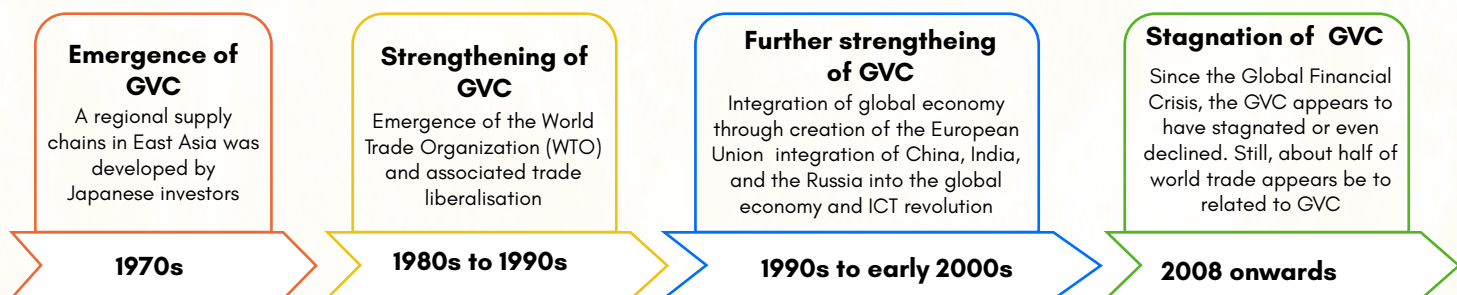 Emergence of
GVC
A regional supply
chains in East Asia was
developed by
Japanese investors
1970s
Strengthening of
GVC
Emergence of the World
Trade Organization (WTO)
and associated trade
liberalisation
1980s to 1990s
Further strengtheing
of GVC
Integration of global economy
through creation of the European
Union integration of China, India,
and the Russia into the global
economy and ICT revolution
1990s to early 2000s
Stagnation of GVC
Since the Global Financial
Crisis, the GVC appears to
have stagnated or even
declined. Still, about half of
world trade appears be to
related to GVC
2008 onwards